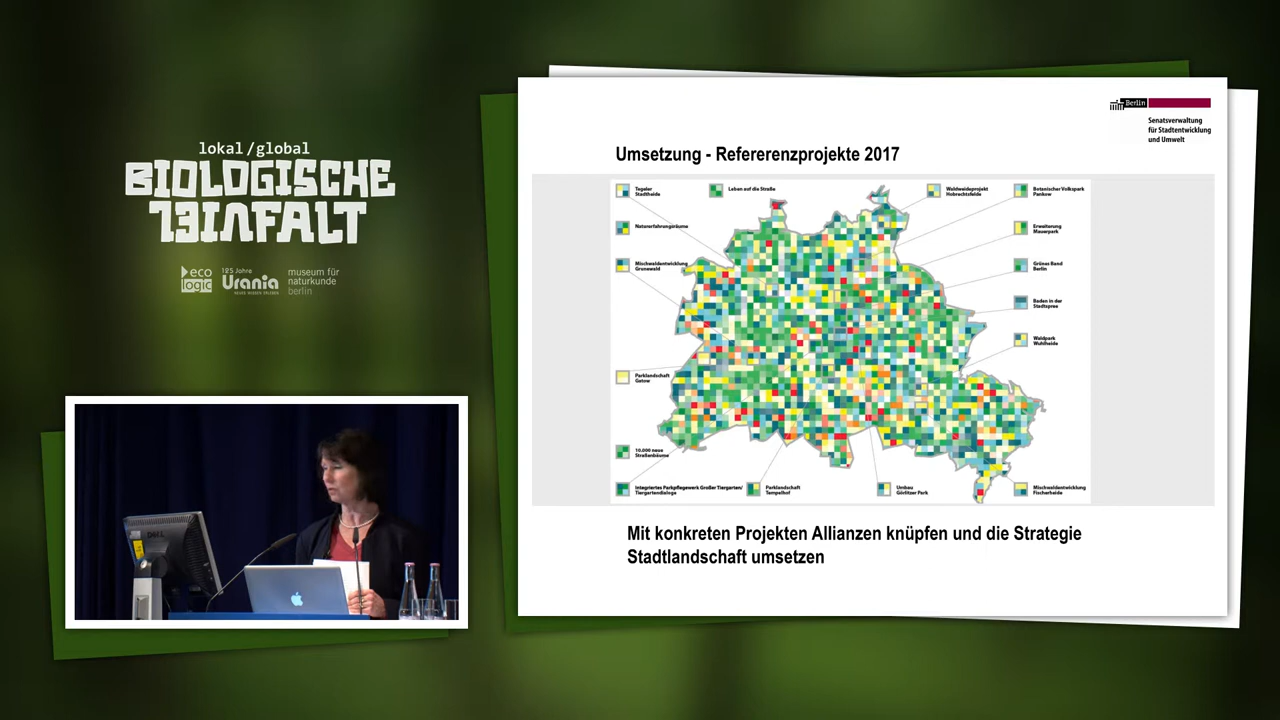 lokal/global
BIOLOGISCHE
VIELFALT
eco
logic
125 Jahre
Urania
museum für
naturkunde
berlin
Berlin
Senatsverwaltung
für Stadtentwicklung
und Umwelt
Umsetzung - Refererenzprojekte 2017
Tegeler
Stadtheide
Leben auf die Straße
Waldweideprojekt
Hobrechtsfelde
Botanischer Volkspark
Pankow
Naturerfahrungsräume
Erweiterung
Mauerpark
Mischwaldentwicklung
Grunewald
Grünes Band
Berlin
Baden in der
Stadtspree
Waldpark
Wuhlheide
Parklandschaft
Gatow
10.000 neue
Straßenbäume
Integriertes Parkpflegewerk Großer Tiergarten/
Tiergartendialoge
Parklandschaft
Tempelhof
Umbau
Görlitzer Park
Mischwaldentwicklung
Fischerheide
Mit konkreten Projekten Allianzen knüpfen und die Strategie
Stadtlandschaft umsetzen
DELL